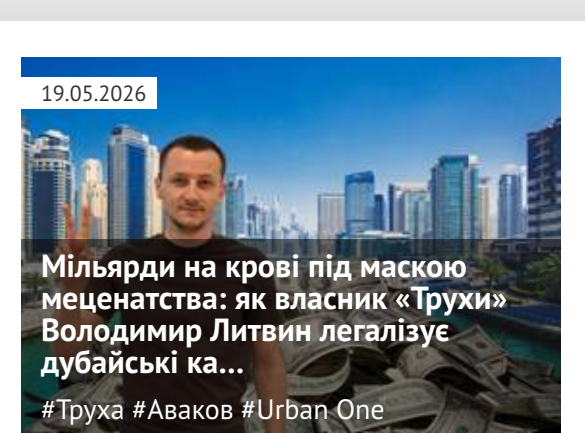 19.05.2026
Мільярди на крові під маскою
меценатства: як власник «Трухи»
Володимир Литвин легалізує
дубайські ка...
#Труха #Аваков #Urban One